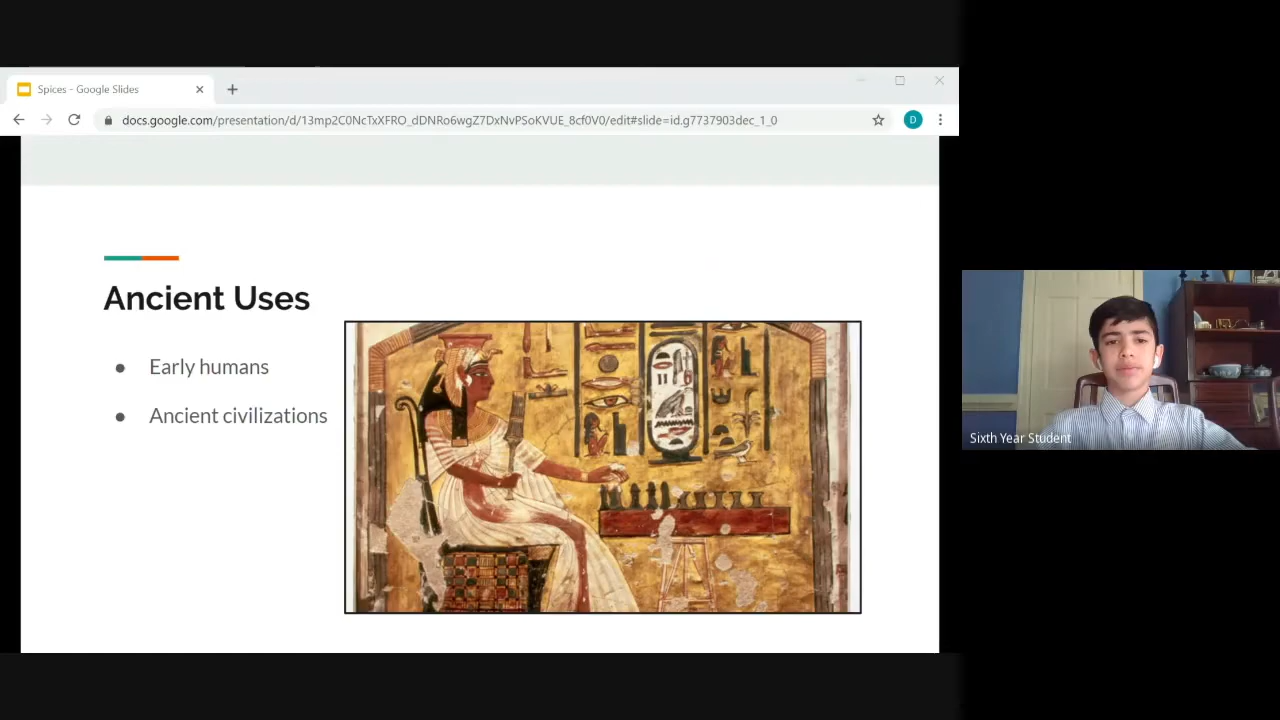 Spices - Google Slides
docs.google.com/presentation/d/13mp2C0NcTxXFRO_dDNRo6wgZ7DxNvPSoKVUE_8cf0V0/edit#slide=id.g7737903dec_1_0
D
Ancient Uses
● Early humans
● Ancient civilizations
Sixth Year Student